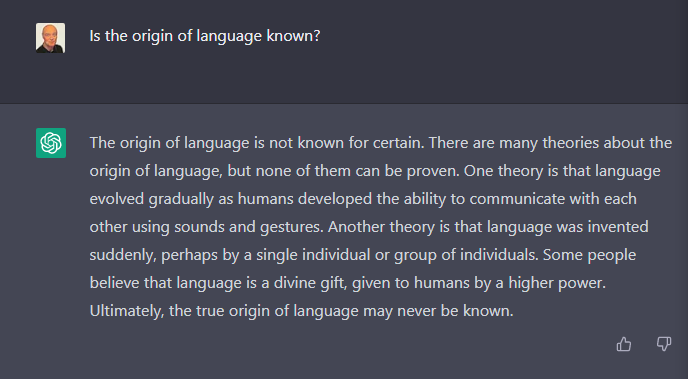 Is the origin of language known?
The origin of language is not known for certain. There are many theories about the
origin of language, but none of them can be proven. One theory is that language
evolved gradually as humans developed the ability to communicate with each
other using sounds and gestures. Another theory is that language was invented
suddenly, perhaps by a single individual or group of individuals. Some people
believe that language is a divine gift, given to humans by a higher power.
Ultimately, the true origin of language may never be known.